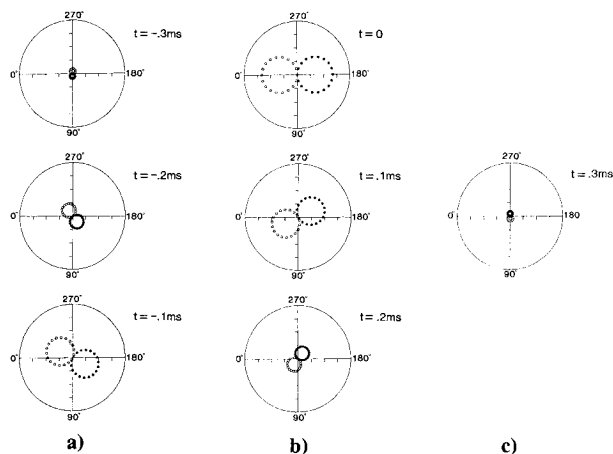 270°
t = -.3ms
0°
180°
90°
270°
t = -.2ms
0°
180°
90°
270°
t = -.1ms
0°
180°
90°
a)
270°
t = 0
0°
180°
90°
270°
t = .1ms
0°
180°
90°
270°
t = .2ms
0°
180°
90°
b)
270°
t = .3ms
0°
180
90°
c)